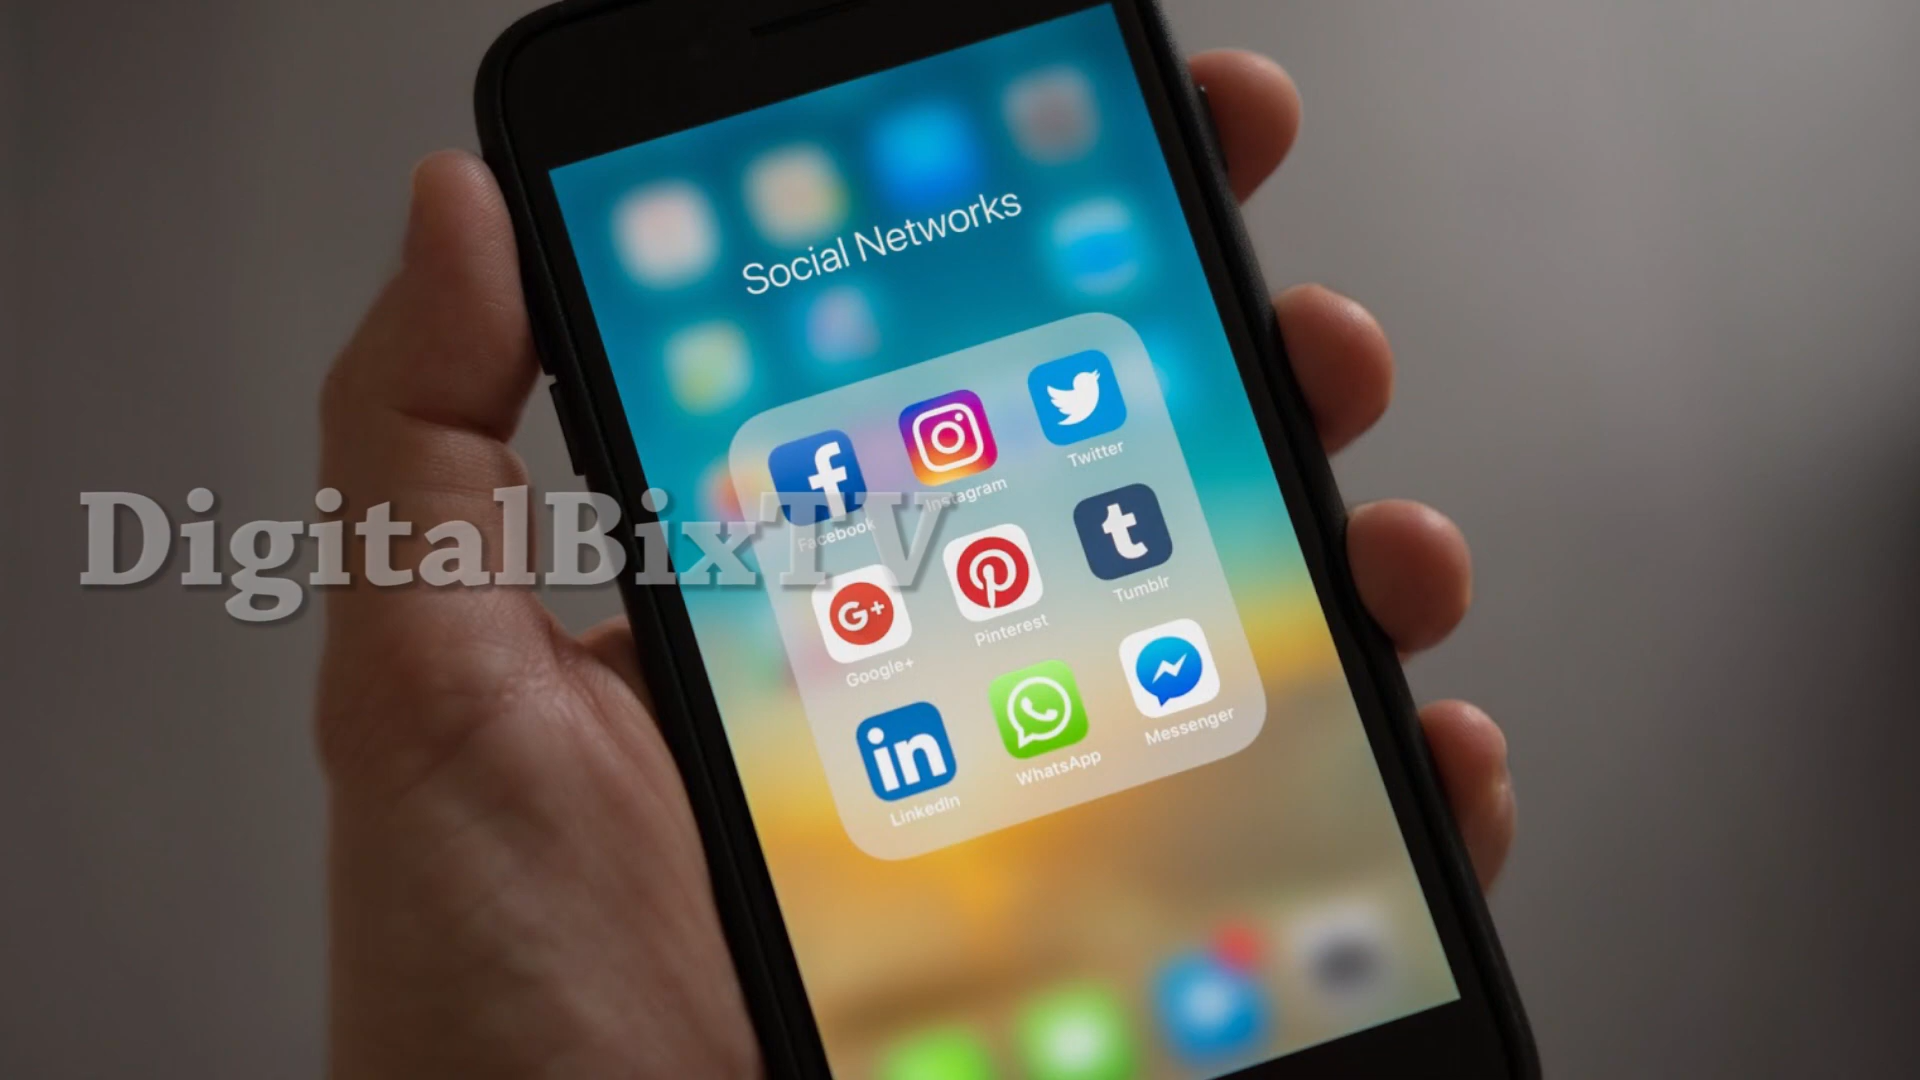 Social Networks
Facebook
Instagram
Twitter
DigitalBixTV
Google+
Pinterest
Tumblr
LinkedIn
WhatsApp
Messenger